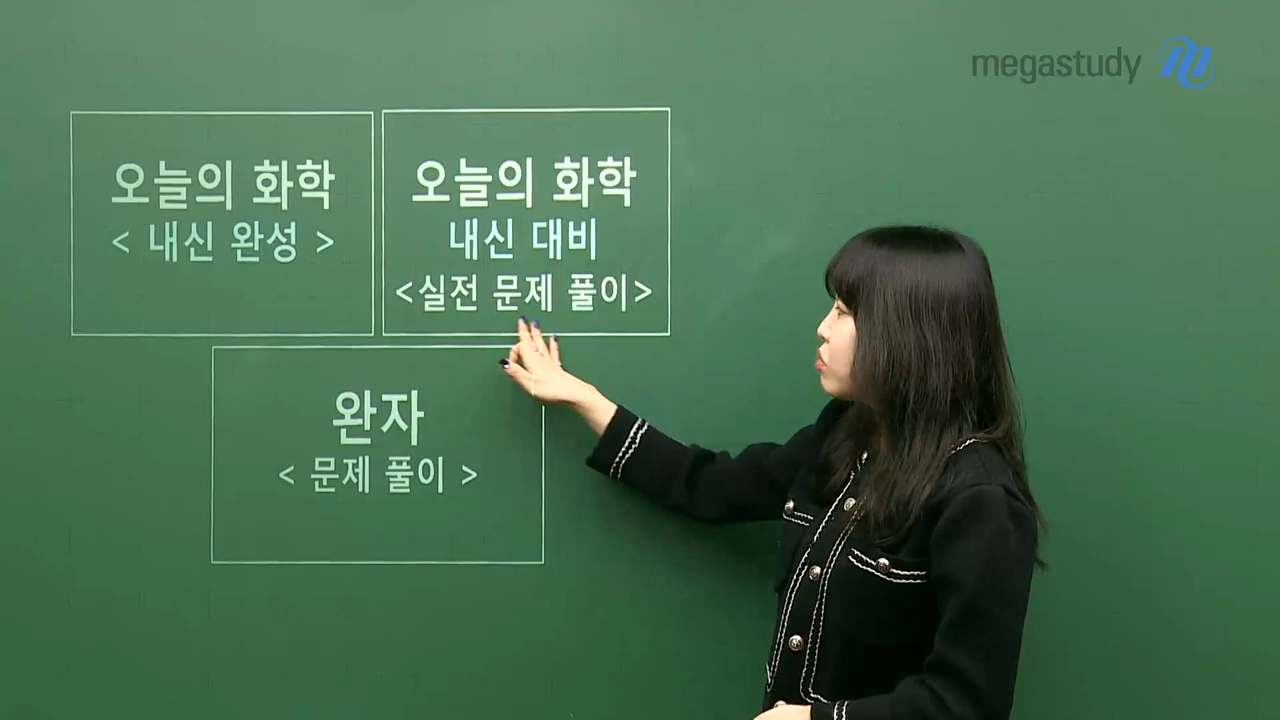 megastudy
오늘의 화학
< 내신 완성 >
오늘의 화학
내신 대비
<실전 문제 풀이>
완자
< 문제 풀이 >